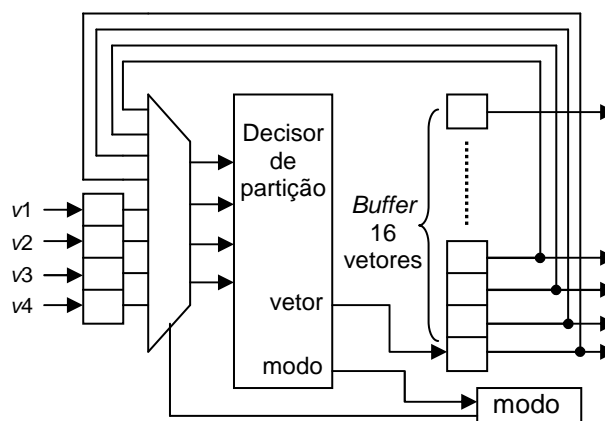 Decisor
de
partição
Buffer
16
vetores
v1
v2
v3
v4
vetor
modo
modo